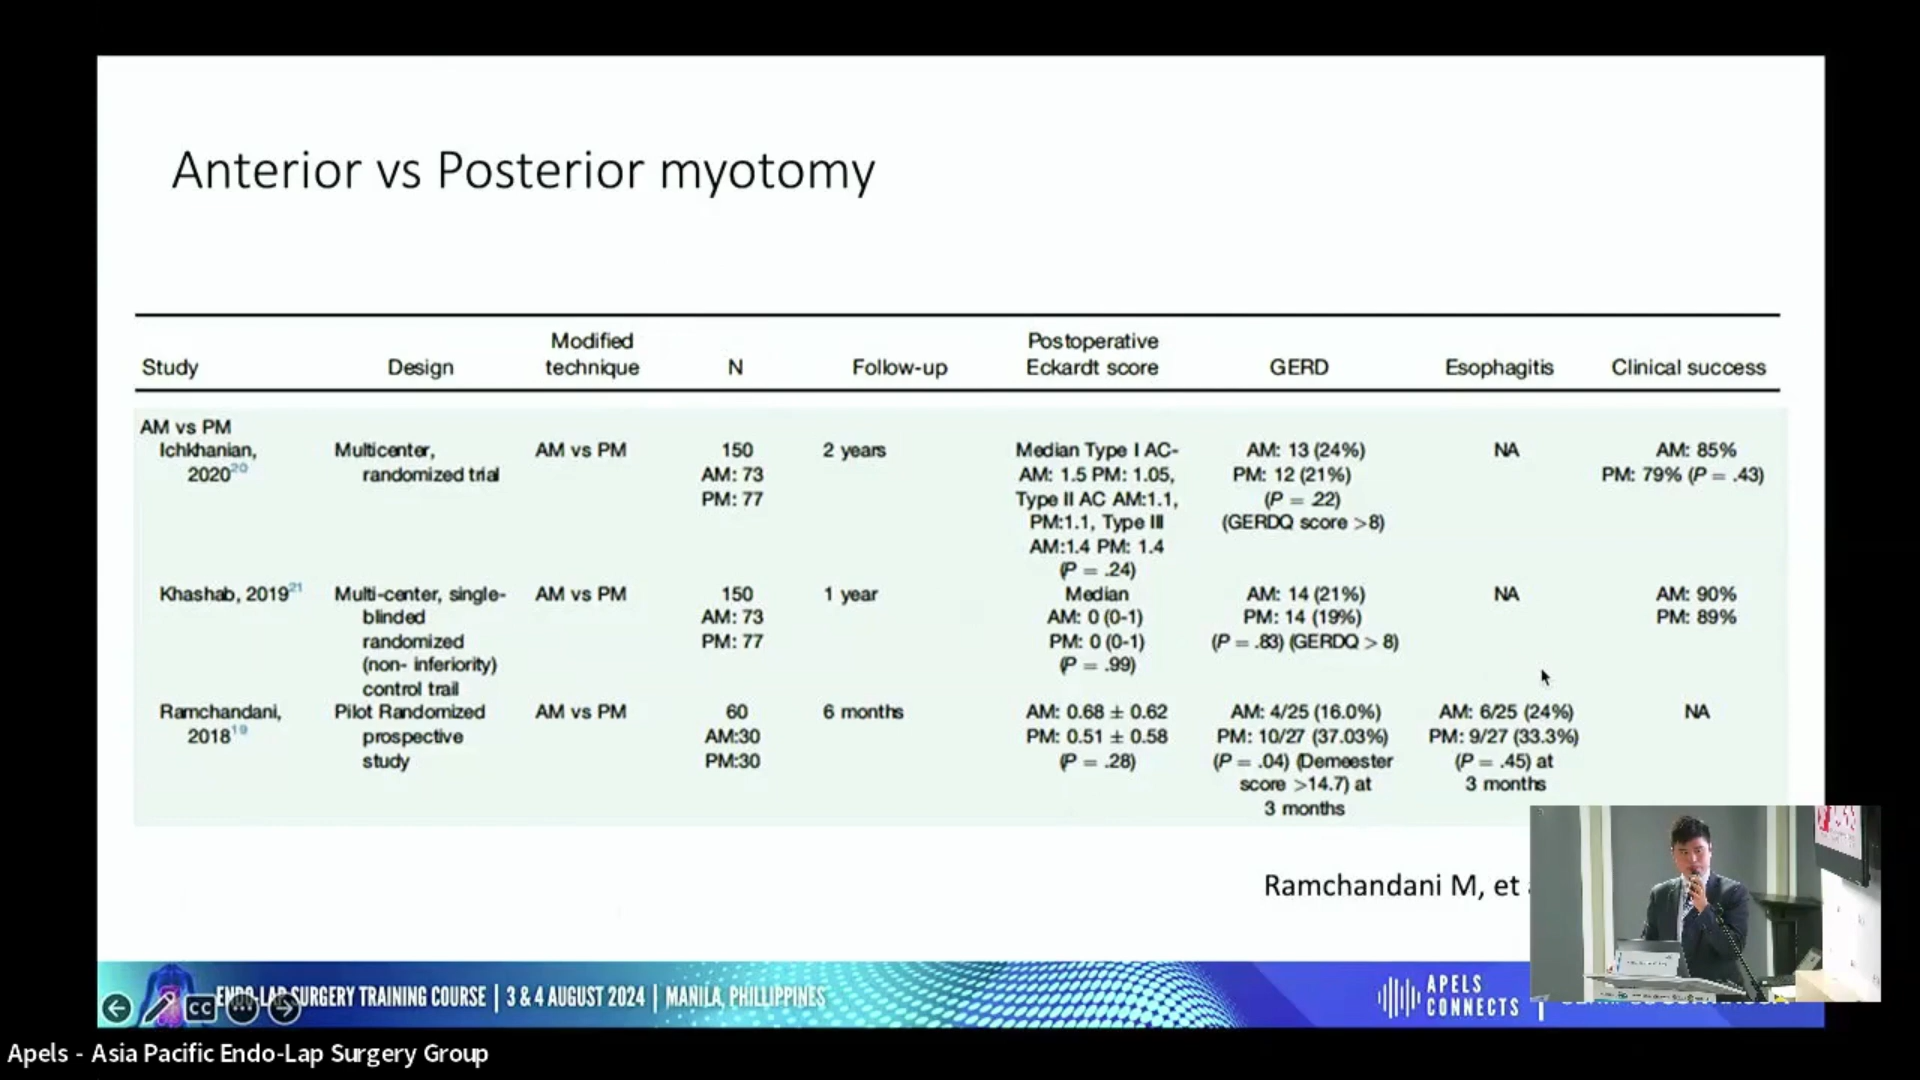 Anterior vs Posterior myotomy
Study Design Modified technique N Follow-up Postoperative Eckardt score GERD Esophagitis Clinical success
AM vs PM
Ichkhanian, Multicenter, AM vs PM 150 2 years Median Type I AC- AM: 13 (24%) NA AM: 85%
2020²⁰ randomized trial AM: 73 AM: 1.5 PM: 1.05, PM: 12 (21%) PM: 79% (P = .43)
PM: 77 Type II AC AM:1.1, (P = .22)
PM:1.1, Type III (GERDQ score >8)
AM:1.4 PM: 1.4
(P = .24)
Khashab, 2019²¹ Multi-center, single- AM vs PM 150 1 year Median AM: 14 (21%) NA AM: 90%
blinded AM: 73 AM: 0 (0-1) PM: 14 (19%) PM: 89%
randomized PM: 77 PM: 0 (0-1) (P = .83) (GERDQ > 8)
(non- inferiority) (P = .99)
control trail
Ramchandani, Pilot Randomized AM vs PM 60 6 months AM: 0.68 ± 0.62 AM: 4/25 (16.0%) AM: 6/25 (24%) NA
2018¹⁹ prospective AM:30 PM: 0.51 ± 0.58 PM: 10/27 (37.03%) PM: 9/27 (33.3%)
study PM:30 (P = .28) (P = .04) (Demeester (P = .45) at
score >14.7) at 3 months
3 months
Ramchandani M, et
ENDO-LAP SURGERY TRAINING COURSE | 3 & 4 AUGUST 2024 | MANILA, PHILLIPPINES
APELS
CONNECTS
CC
Apels - Asia Pacific Endo-Lap Surgery Group